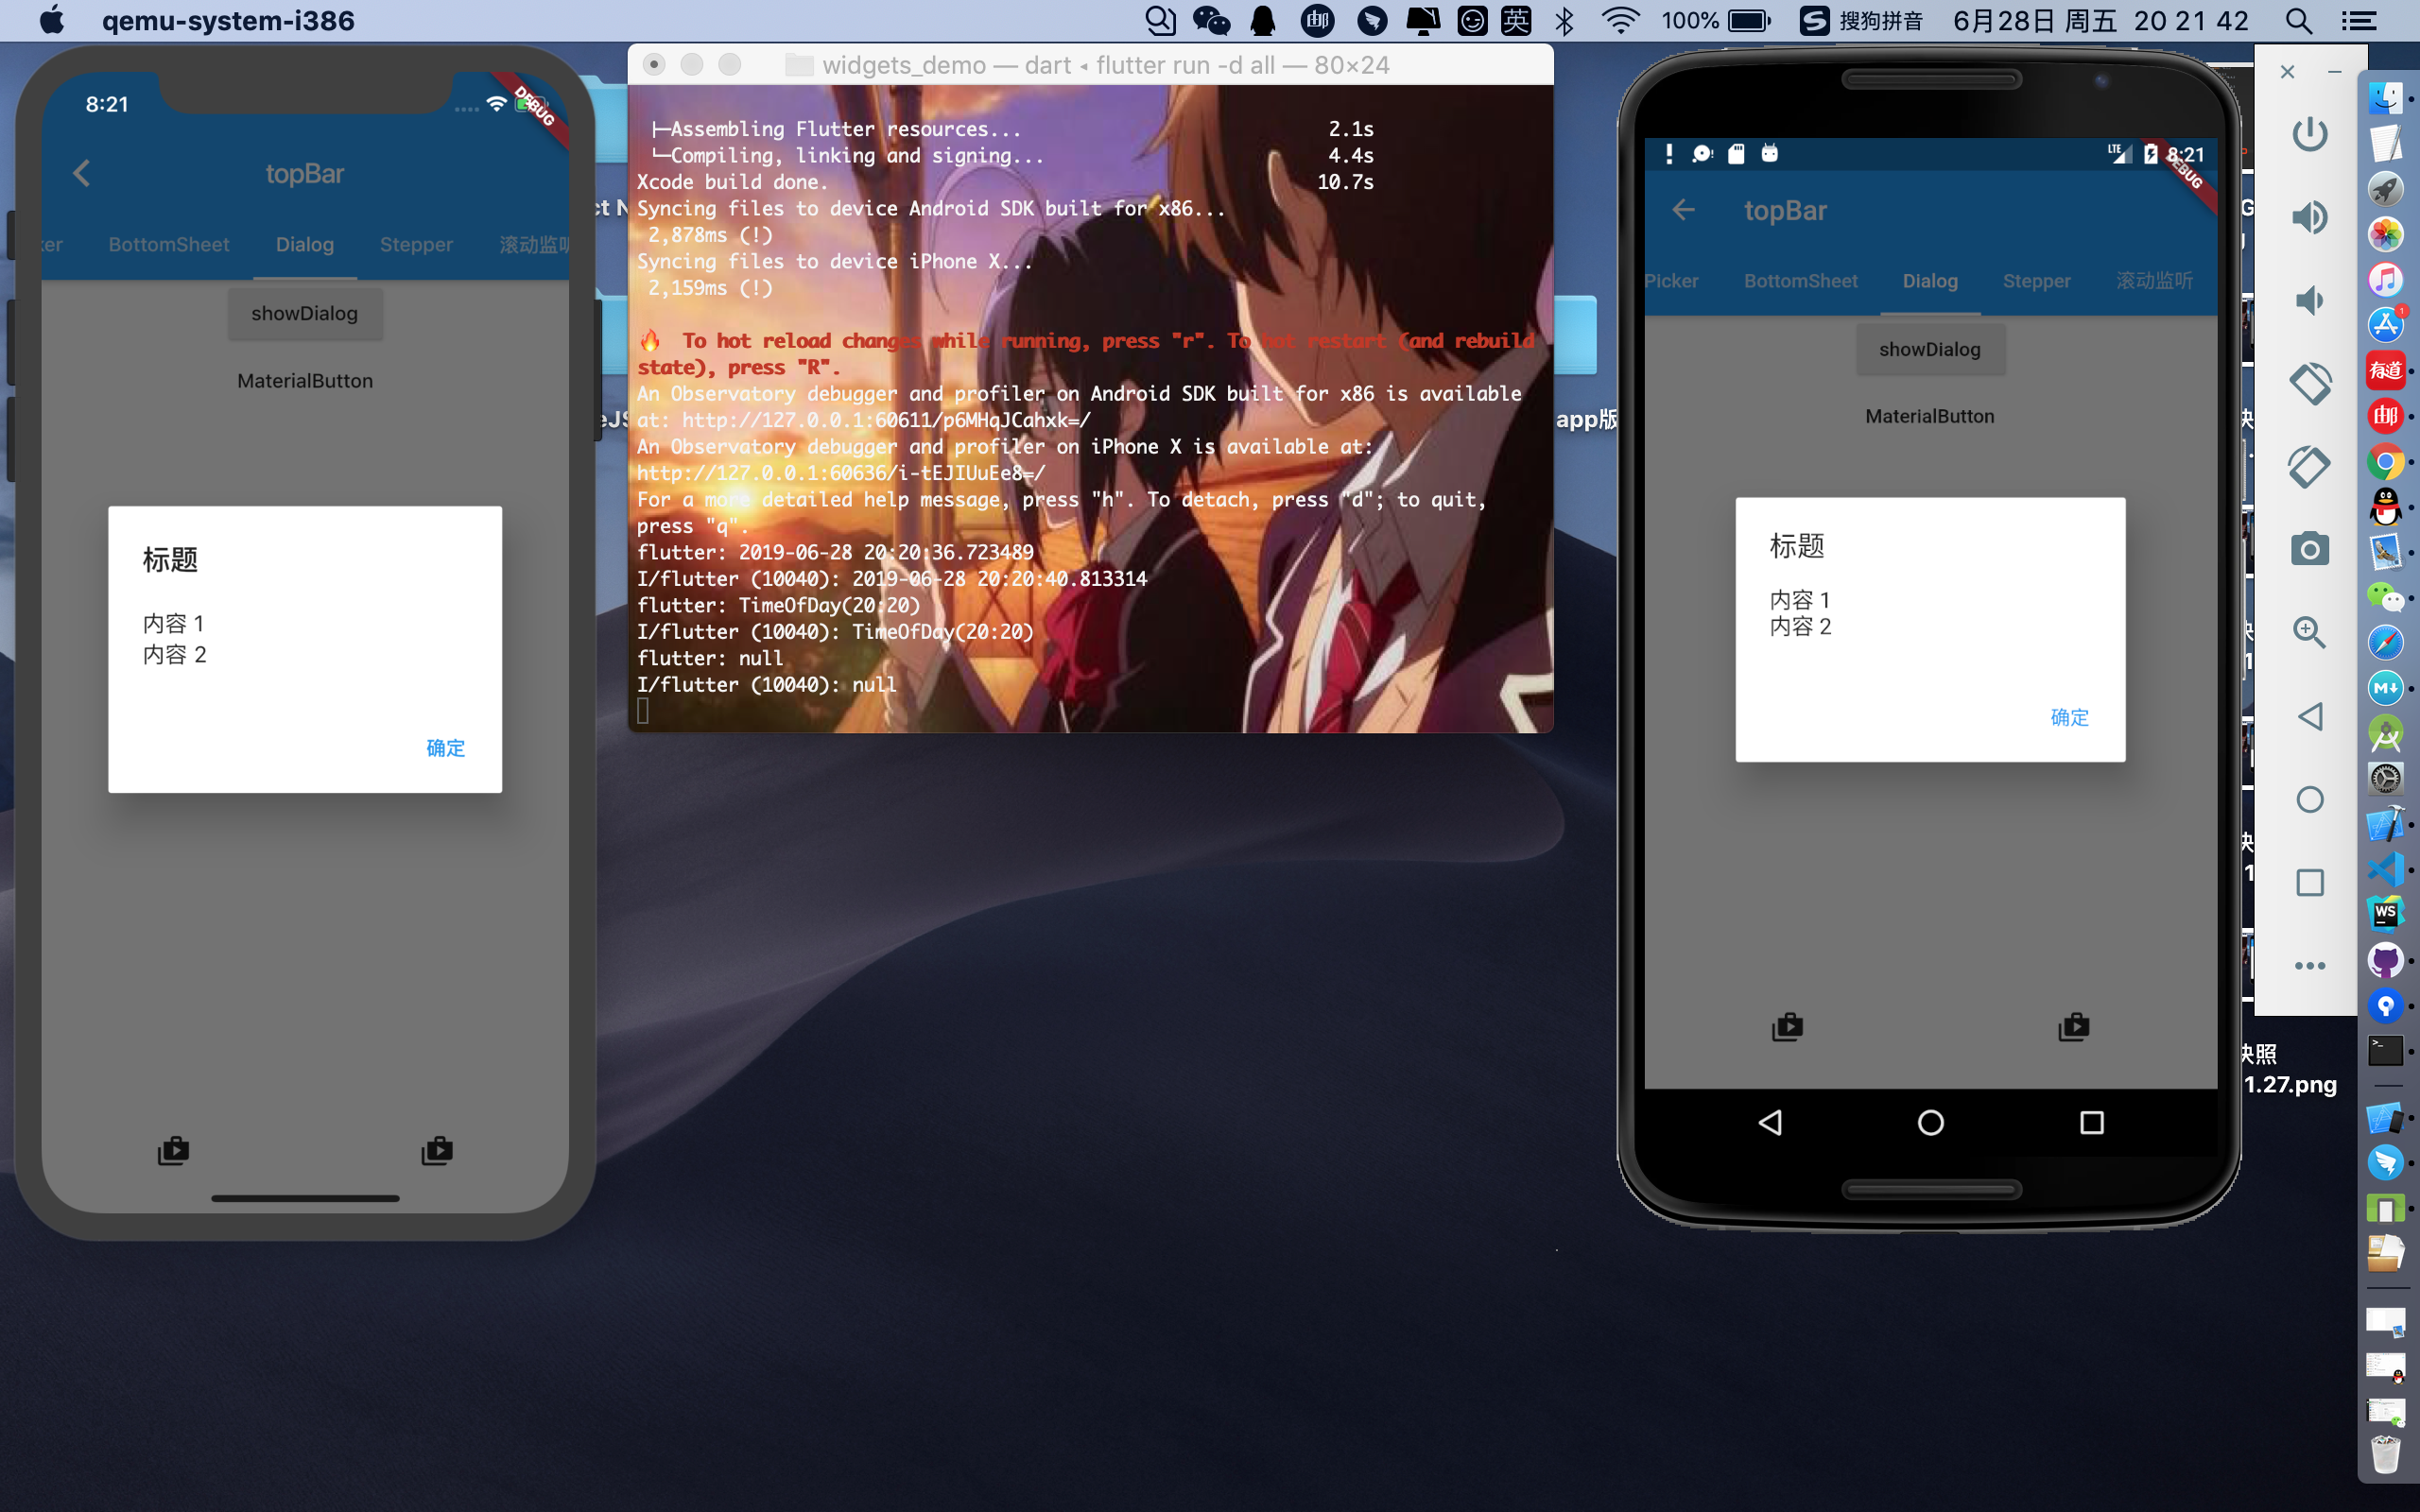 qemu-system-i386
英
100%
搜狗拼音
6月28日 周五 20 21 42
8:21
DEBUG
topBar
ter BottomSheet Dialog Stepper 滚动监听
showDialog
MaterialButton
标题
内容 1
内容 2
确定
widgets_demo — dart ◂ flutter run -d all — 80×24
├─Assembling Flutter resources... 2.1s
└─Compiling, linking and signing... 4.4s
Xcode build done. 10.7s
Syncing files to device Android SDK built for x86...
2,878ms (!)
Syncing files to device iPhone X...
2,159ms (!)
🔥 To hot reload changes while running, press "r". To hot restart (and rebuild
state), press "R".
An Observatory debugger and profiler on Android SDK built for x86 is available
at: http://127.0.0.1:60611/p6MHqJCahxk=/
An Observatory debugger and profiler on iPhone X is available at:
http://127.0.0.1:60636/i-tEJIUuEe8=/
For a more detailed help message, press "h". To detach, press "d"; to quit,
press "q".
flutter: 2019-06-28 20:20:36.723489
I/flutter (10040): 2019-06-28 20:20:40.813314
flutter: TimeOfDay(20:20)
I/flutter (10040): TimeOfDay(20:20)
flutter: null
I/flutter (10040): null
app版
LTE
8:21
DEBUG
topBar
Picker BottomSheet Dialog Stepper 滚动监听
showDialog
MaterialButton
标题
内容 1
内容 2
确定
快照
1.27.png
有道
邮
WS